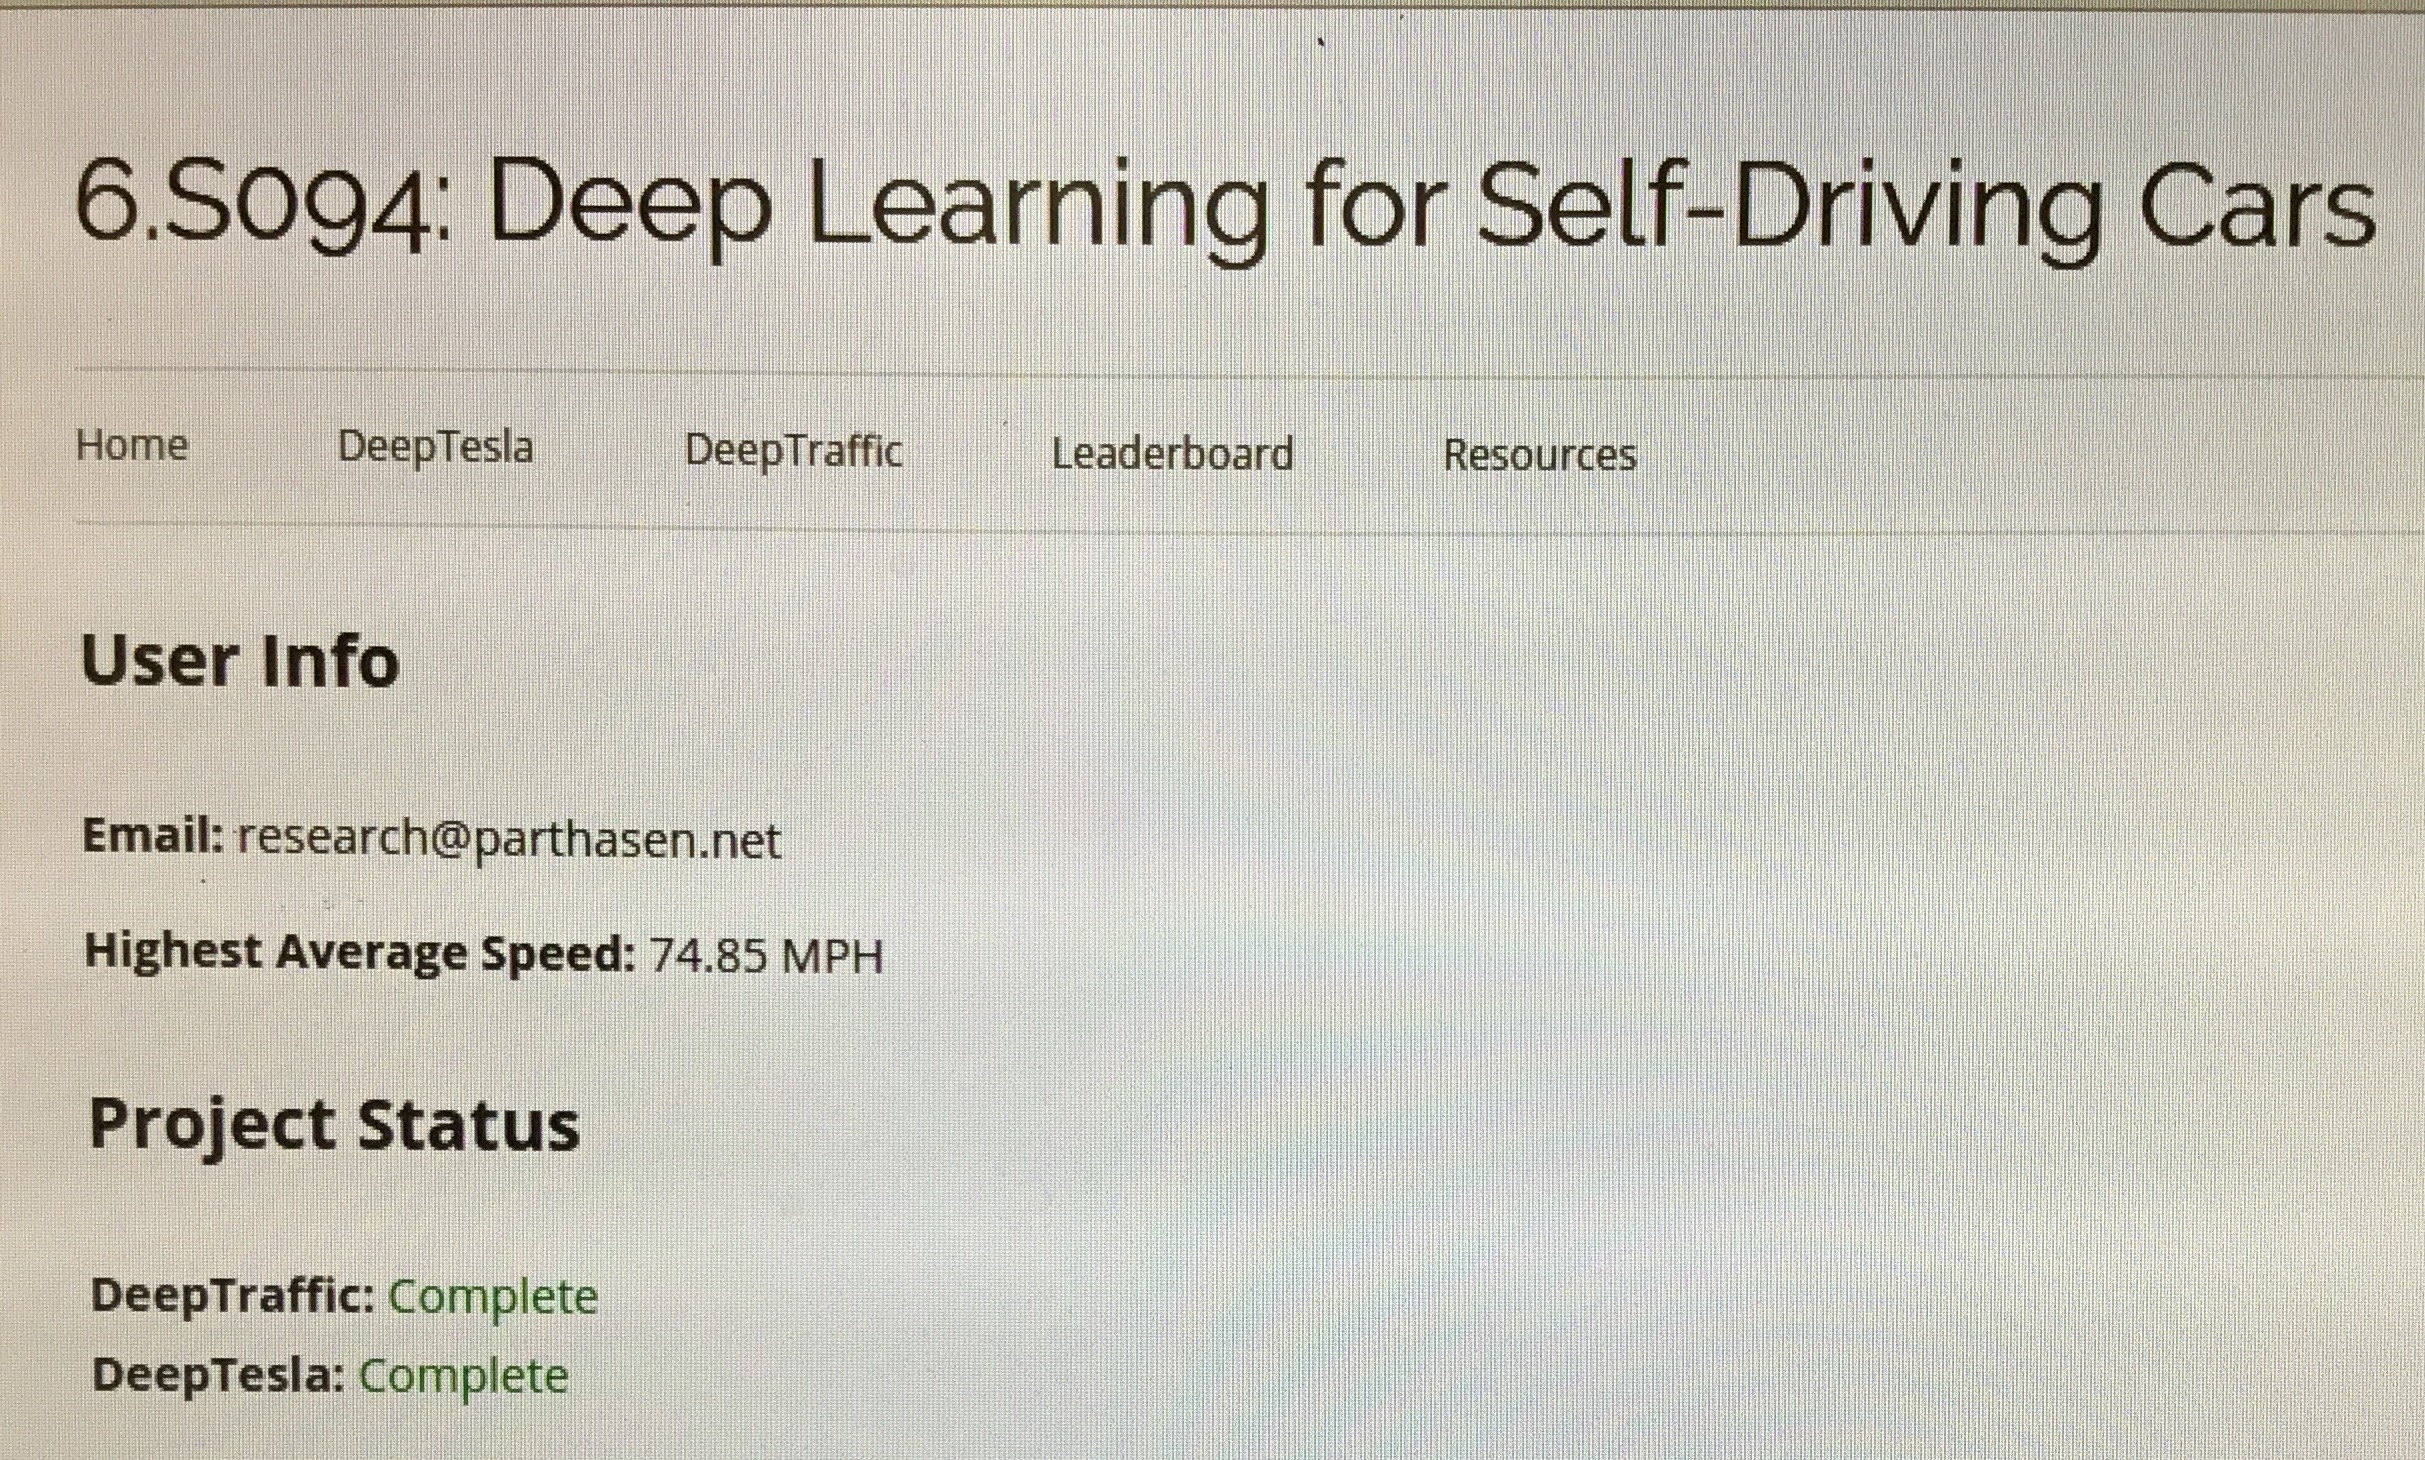 6.S094: Deep Learning for Self-Driving Cars
Home DeepTesla DeepTraffic Leaderboard Resources
User Info
Email: research@parthasen.net
Highest Average Speed: 74.85 MPH
Project Status
DeepTraffic: Complete
DeepTesla: Complete